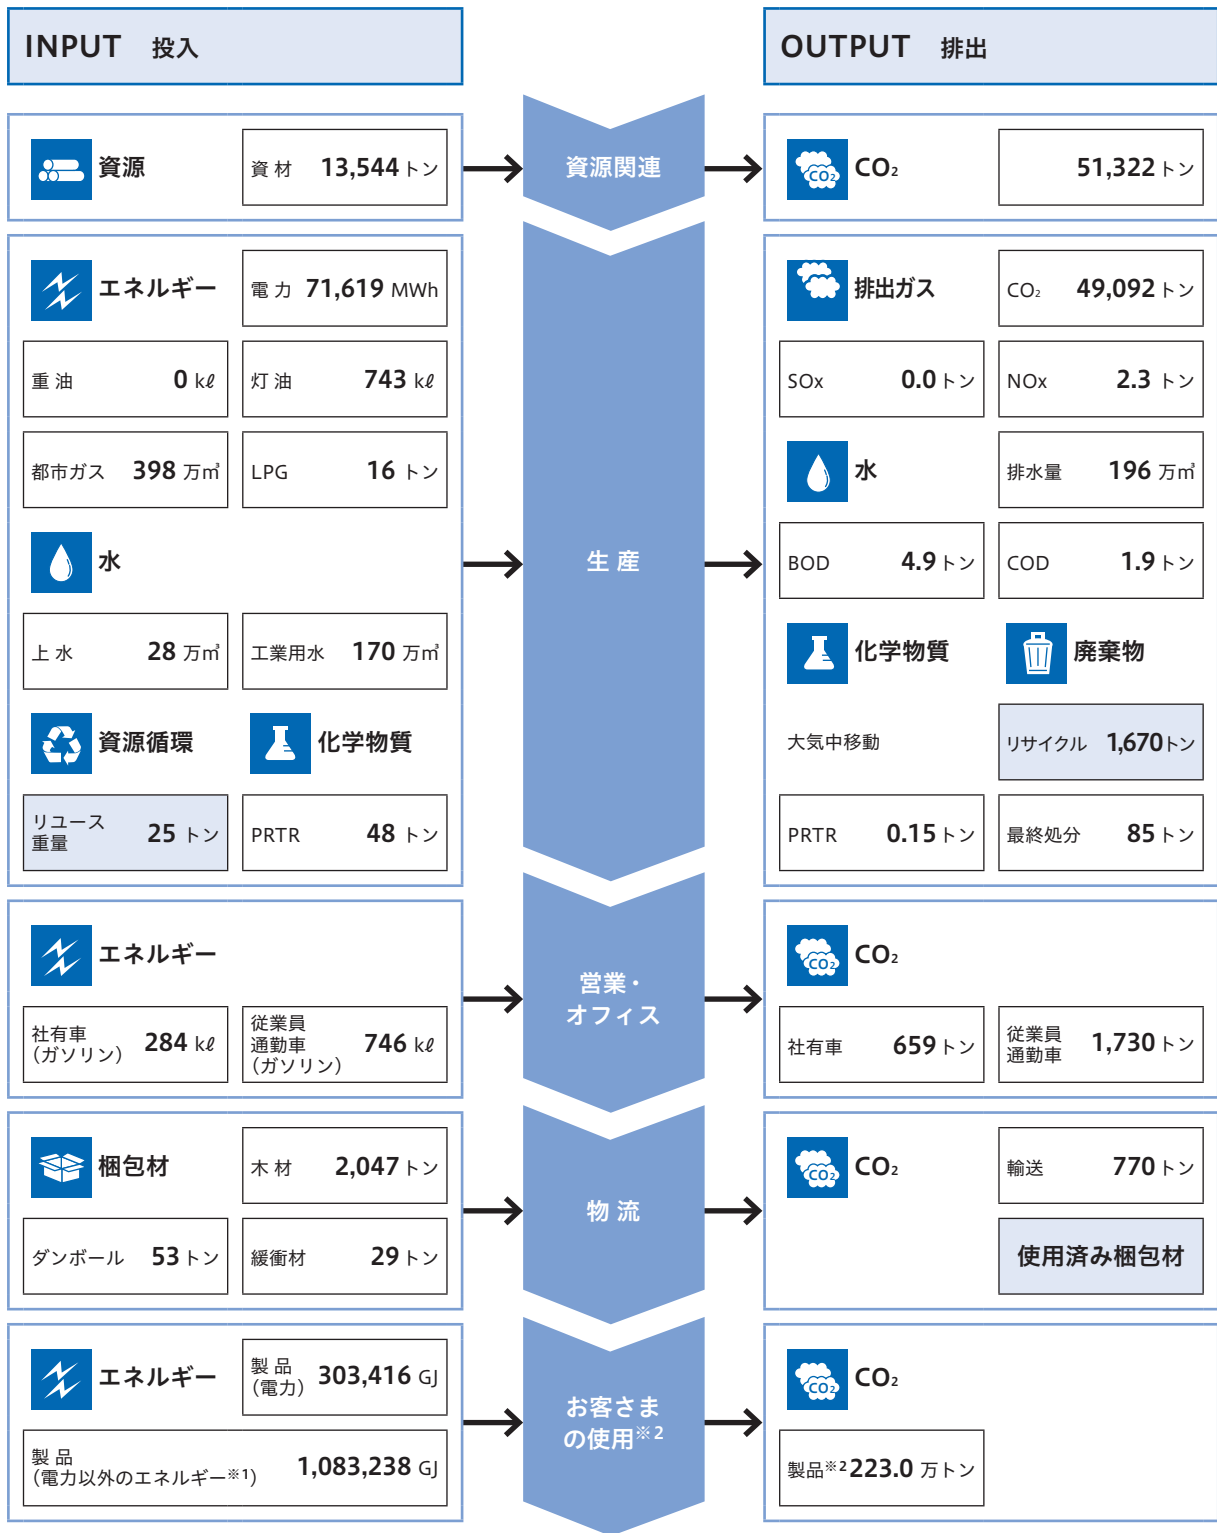 INPUT 投入
OUTPUT 排出
資源
資材 13,544 トン
資源関連
CO₂
CO₂
51,322 トン
エネルギー
電力 71,619 MWh
重油 0 kℓ
灯油 743 kℓ
都市ガス 398 万㎥
LPG 16 トン
水
上水 28 万㎥
工業用水 170 万㎥
資源循環
化学物質
リユース
重量
25 トン
PRTR 48 トン
生産
排出ガス
CO₂ 49,092 トン
SOx 0.0 トン
NOx 2.3 トン
水
排水量 196 万㎥
BOD 4.9 トン
COD 1.9 トン
化学物質
廃棄物
大気中移動
リサイクル 1,670 トン
PRTR 0.15 トン
最終処分 85 トン
エネルギー
社有車
(ガソリン)
284 kℓ
従業員
通勤車
(ガソリン)
746 kℓ
営業・
オフィス
CO₂
CO₂
社有車 659 トン
従業員
通勤車
1,730 トン
梱包材
木材 2,047 トン
ダンボール 53 トン
緩衝材 29 トン
物流
CO₂
CO₂
輸送 770 トン
使用済み梱包材
エネルギー
製品
(電力)
303,416 GJ
製品
(電力以外のエネルギー※1)
1,083,238 GJ
お客さま
の使用※2
CO₂
CO₂
製品※2 223.0 万トン